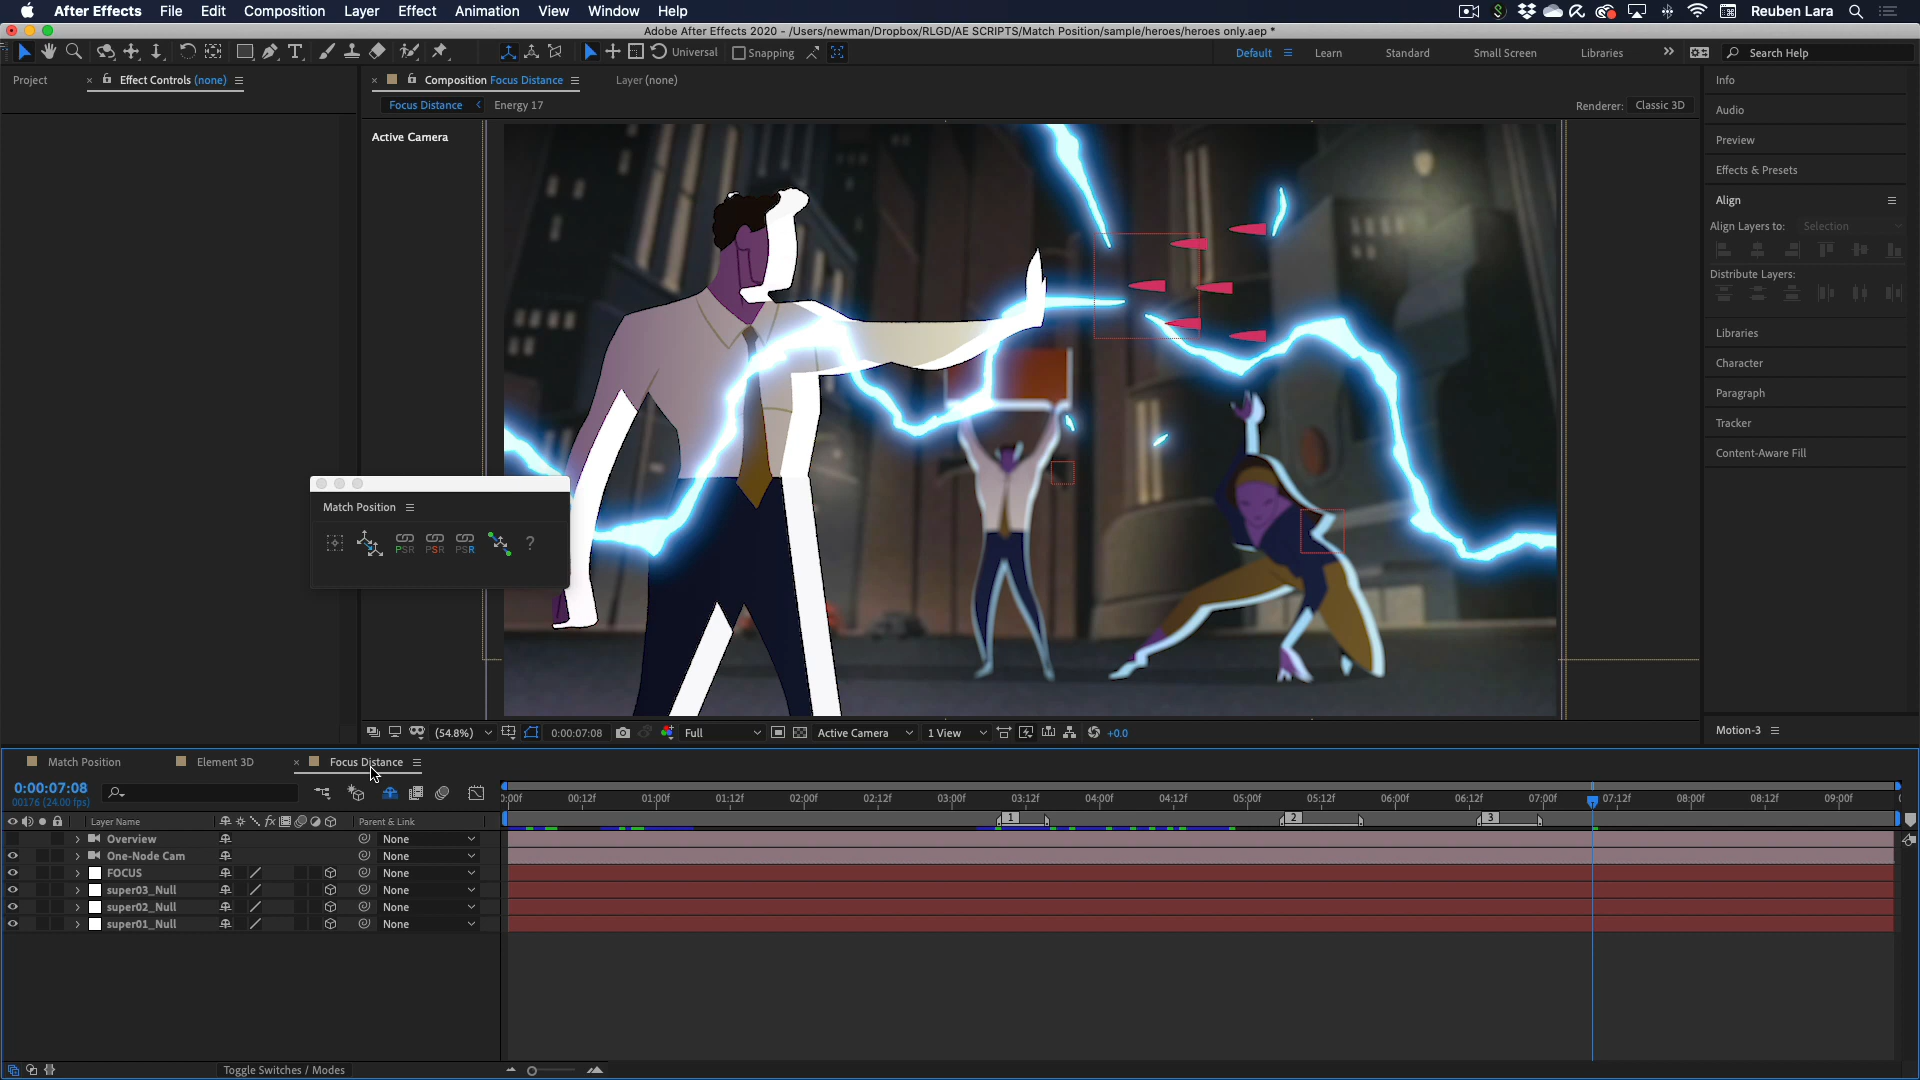 After Effects File Edit Composition Layer Effect Animation View Window Help Reuben Lara
Adobe After Effects 2020 - /Users/newman/Dropbox/RLGD/AE SCRIPTS/Match Position/sample/heroes/heroes only.aep *
Universal Snapping Default Learn Standard Small Screen Libraries Search Help
Project Effect Controls (none) Composition Focus Distance Layer (none)
Focus Distance Energy 17 Renderer: Classic 3D
Active Camera
Info
Audio
Preview
Effects & Presets
Align
Align Layers to: Selection
Distribute Layers:
Libraries
Character
Paragraph
Tracker
Content-Aware Fill
Match Position
PSR PSR PSR ?
(54.8%) 0:00:07:08 Full Active Camera 1 View +0.0
Motion-3
Match Position Element 3D Focus Distance
0:00:07:08
00176 (24.00 fps)
0:00f 00:12f 01:00f 01:12f 02:00f 02:12f 03:00f 03:12f 04:00f 04:12f 05:00f 05:12f 06:00f 06:12f 07:00f 07:12f 08:00f 08:12f 09:00f
Layer Name fx Parent & Link
1 2 3
Overview None
One-Node Cam None
FOCUS None
super03_Null None
super02_Null None
super01_Null None
Toggle Switches / Modes